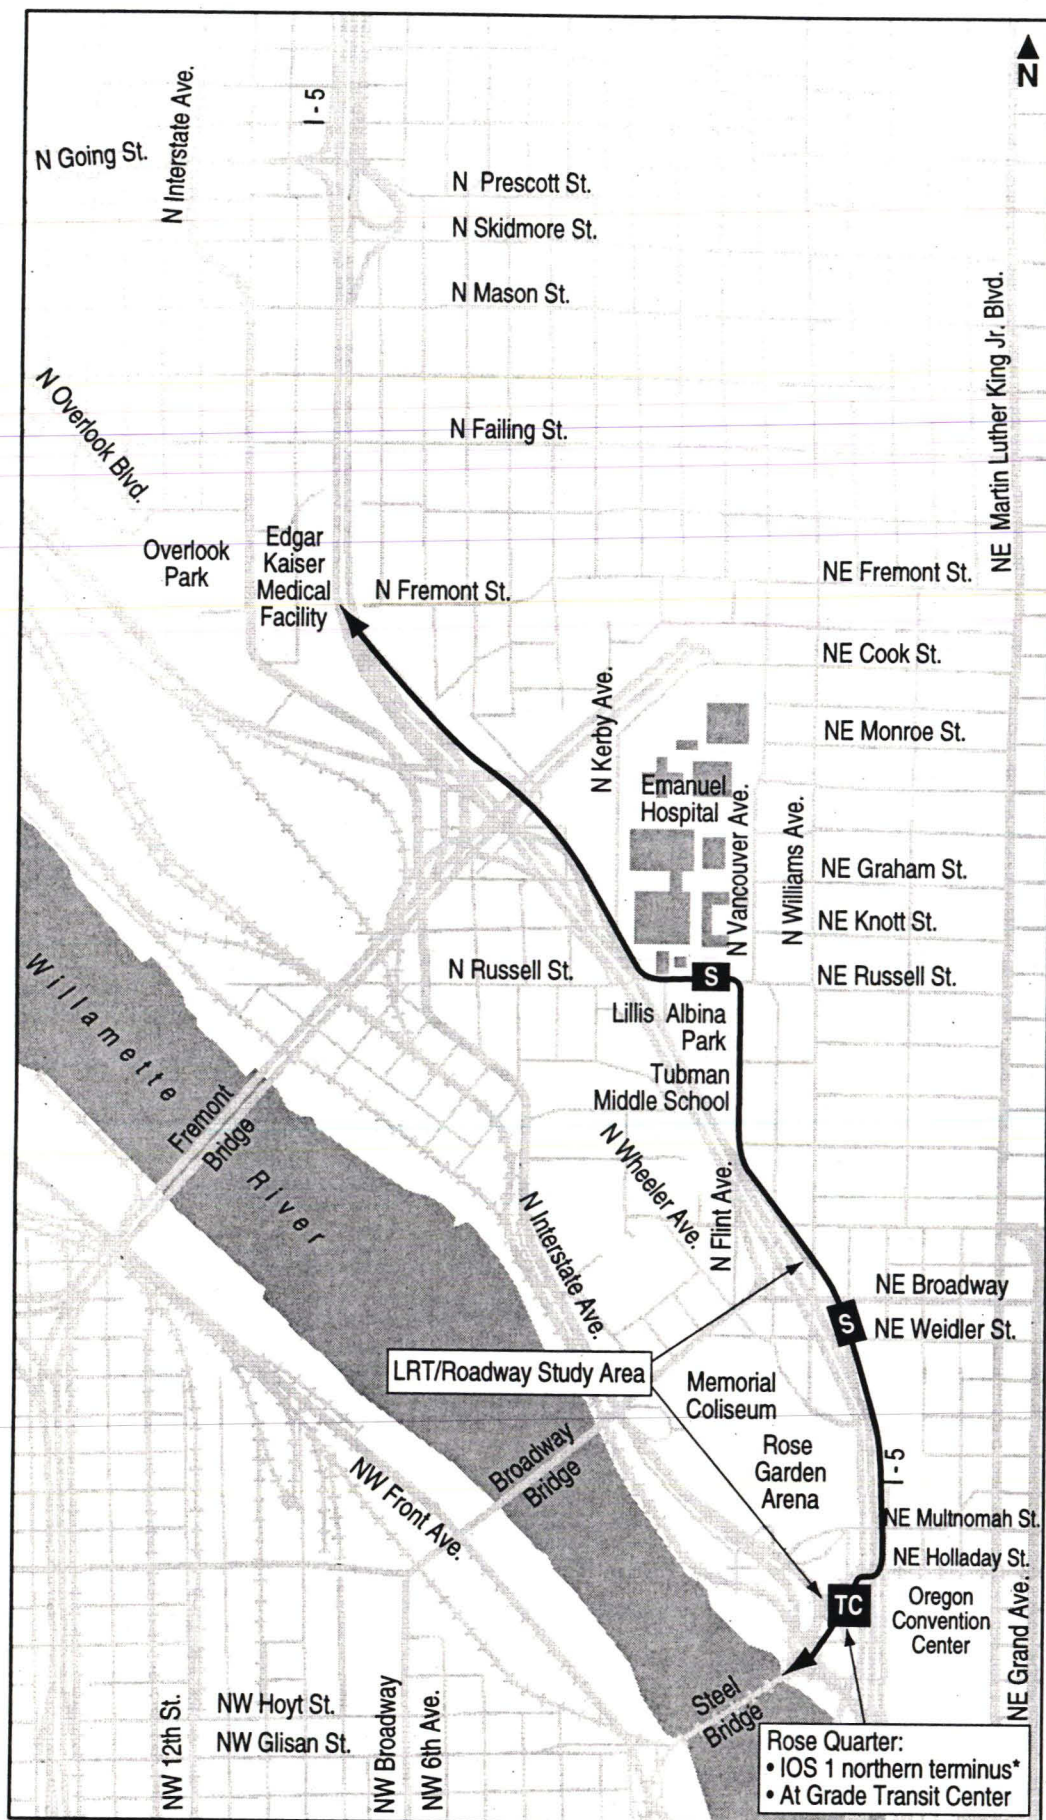 N
N Going St.
N Interstate Ave.
I - 5
N Prescott St.
N Skidmore St.
N Mason St.
N Failing St.
NE Martin Luther King Jr. Blvd.
N Overlook Blvd.
Overlook
Park
Edgar
Kaiser
Medical
Facility
N Fremont St.
NE Fremont St.
NE Cook St.
N Kerby Ave.
NE Monroe St.
Emanuel
Hospital
N Vancouver Ave.
N Williams Ave.
NE Graham St.
NE Knott St.
N Russell St.
S
NE Russell St.
Lillis Albina
Park
Tubman
Middle School
Willamette
River
Fremont
Bridge
N Wheeler Ave.
N Flint Ave.
N Interstate Ave.
NE Broadway
S
NE Weidler St.
LRT/Roadway Study Area
Memorial
Coliseum
Rose
Garden
Arena
Broadway
Bridge
NW Front Ave.
I - 5
NE Multnomah St.
NE Holladay St.
TC
Oregon
Convention
Center
NE Grand Ave.
Steel
Bridge
NW 12th St.
NW Hoyt St.
NW Glisan St.
NW Broadway
NW 6th Ave.
Rose Quarter:
• IOS 1 northern terminus*
• At Grade Transit Center